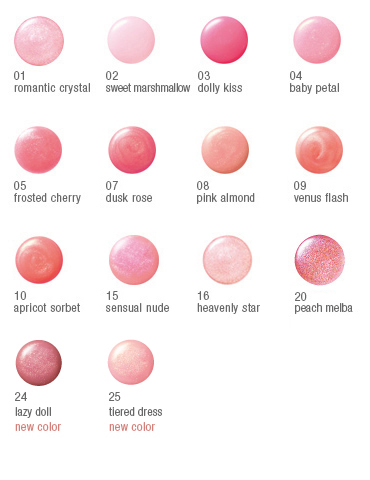 01
romantic crystal
02
sweet marshmallow
03
dolly kiss
04
baby petal
05
frosted cherry
07
dusk rose
08
pink almond
09
venus flash
10
apricot sorbet
15
sensual nude
16
heavenly star
20
peach melba
24
lazy doll
new color
25
tiered dress
new color